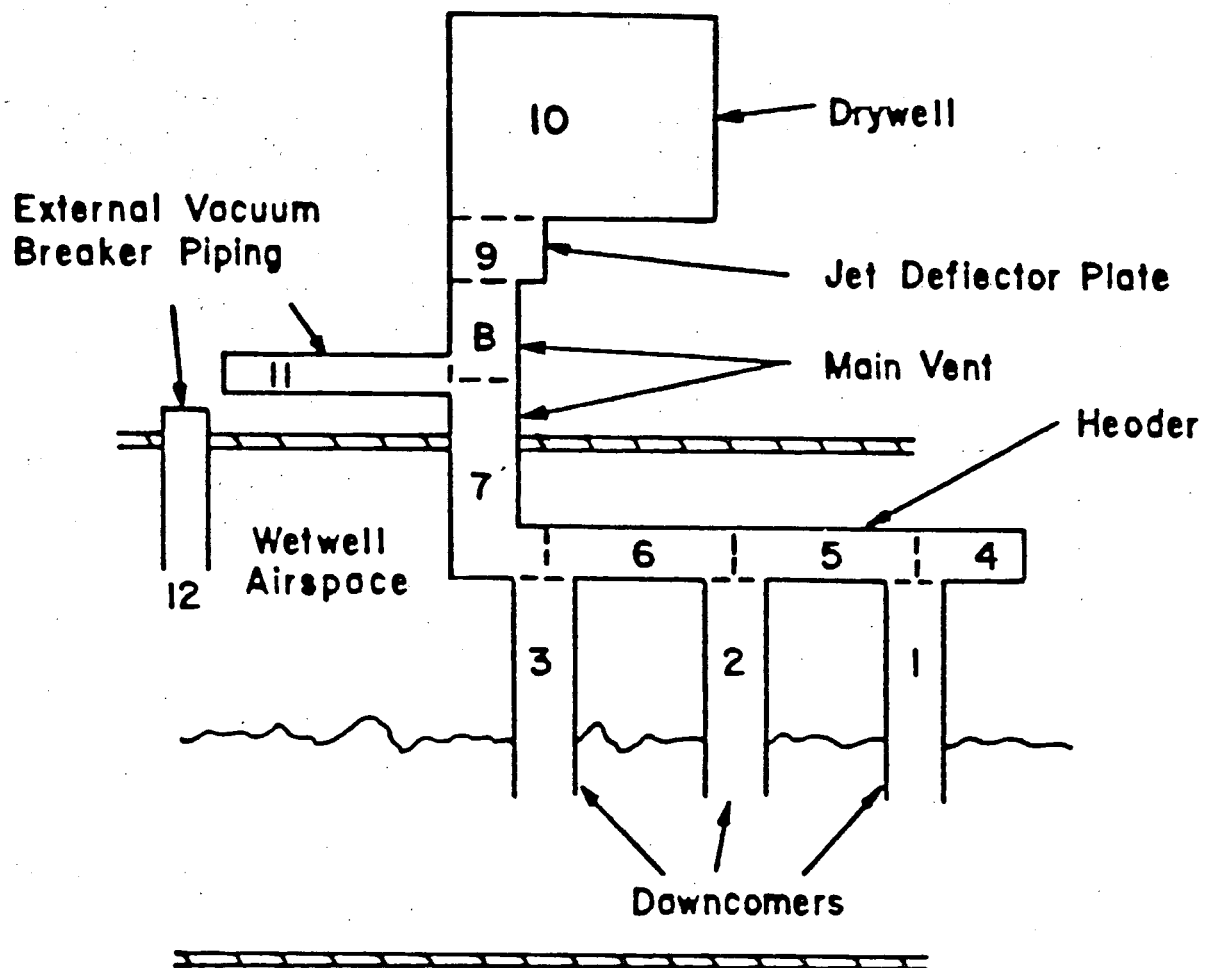 10
Drywell
External Vacuum
Breaker Piping
9
Jet Deflector Plate
8
11
Main Vent
Header
7
Wetwell
Airspace
12
6
5
4
3
2
1
Downcomers